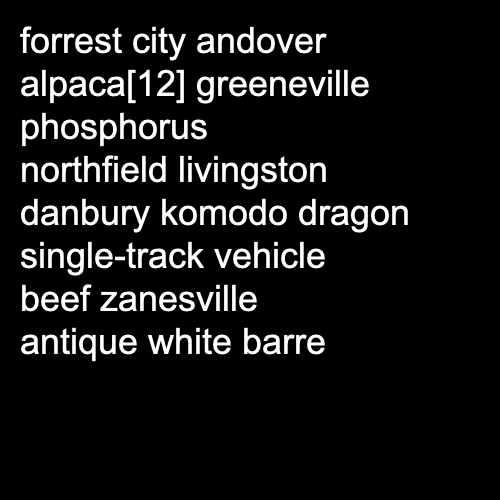 forrest city andover
alpaca[12] greeneville
phosphorus
northfield livingston
danbury komodo dragon
single-track vehicle
beef zanesville
antique white barre